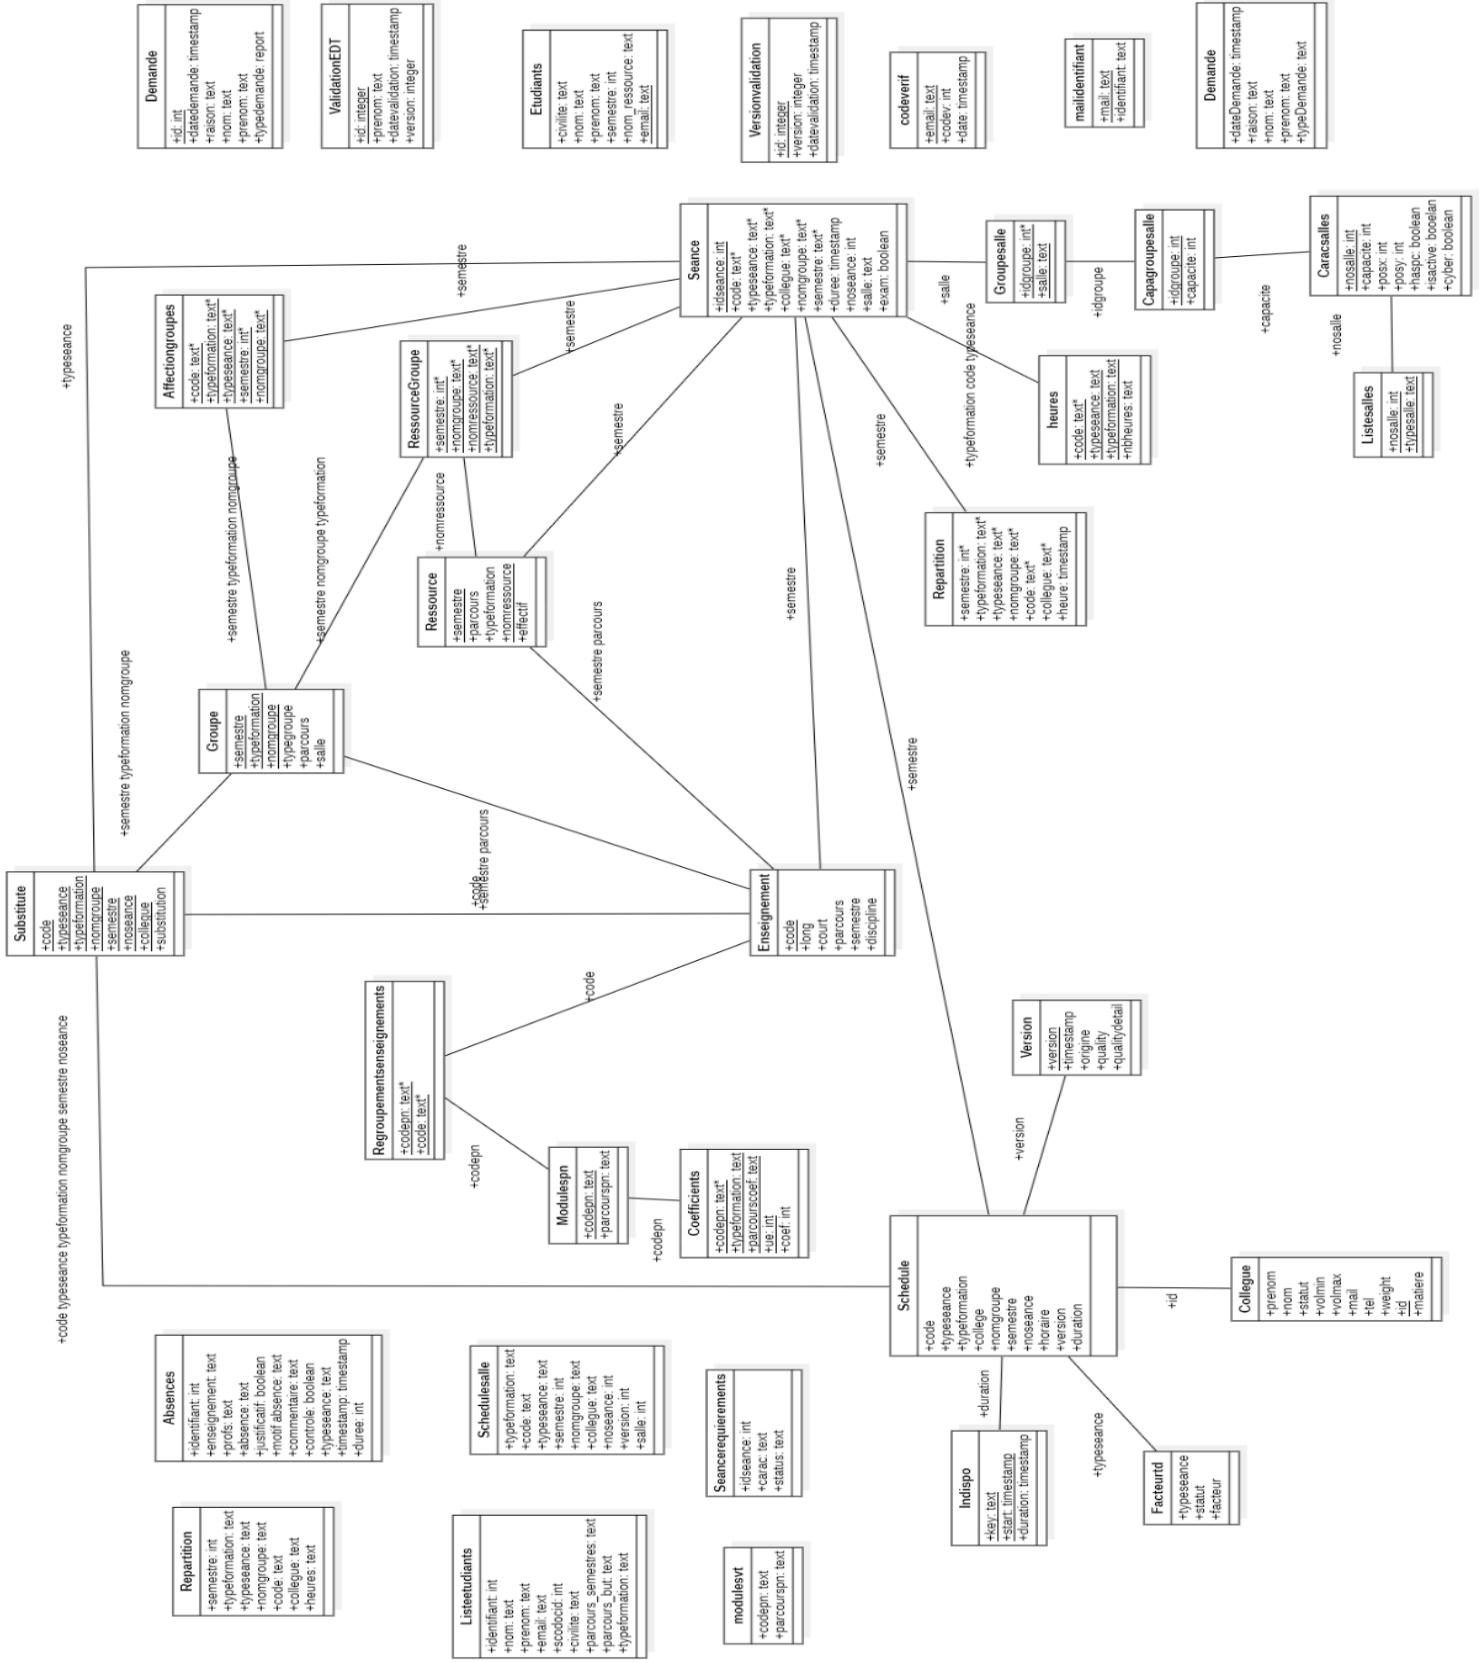 Demande
+id: int
+datedemande: timestamp
+raison: text
+nom: text
+prenom: text
+typedemande: report
ValidationEDT
+id: integer
+prenom: text
+datevalidation: timestamp
+version: integer
Etudiants
+civilite: text
+nom: text
+prenom: text
+semestre: int
+nom_ressource: text
+email: text
Versionvalidation
+id: integer
+version: integer
+datevalidation: timestamp
codeverif
+email: text
+codev: int
+date: timestamp
mailidentifiant
+mail: text
+identifiant: text
Demande
+dateDemande: timestamp
+raison: text
+nom: text
+prenom: text
+typeDemande: text
+typeseance
Affectiongroupes
+code: text*
+typeformation: text*
+typeseance: text*
+semestre: int*
+nomgroupe: text*
+semestre
RessourceGroupe
+semestre: int*
+nomgroupe: text*
+nomressource: text*
+typeformation: text*
+semestre
Seance
+idseance: int
+code: text*
+typeseance: text*
+typeformation: text*
+collegue: text*
+nomgroupe: text*
+semestre: text*
+duree: timestamp
+noseance: int
+salle: text
+exam: boolean
+salle
Groupesalle
+idgroupe: int*
+salle: text
+idgroupe
Capagroupesalle
+idgroupe: int
+capacite: int
+capacite
Caracsalles
+nosalle: int
+capacite: int
+posx: int
+posy: int
+haspc: boolean
+isactive: booelan
+cyber: boolean
+nosalle
Listesalles
+nosalle: int
+typesalle: text
+typeformation code typeseance
heures
+code: text*
+typeseance: text
+typeformation: text
+nbheures: text
+semestre
Repartition
+semestre: int*
+typeformation: text*
+typeseance: text*
+nomgroupe: text*
+code: text*
+collegue: text*
+heure: timestamp
+semestre typeformation nomgroupe
+semestre nomgroupe typeformation
+nomressource
+semestre
Ressource
+semestre
+parcours
+typeformation
+nomressource
+effectif
+semestre parcours
+semestre
+semestre
Groupe
+semestre
+typeformation
+nomgroupe
+typegroupe
+parcours
+salle
+semestre typeformation nomgroupe
Substitute
+code
+typeseance
+typeformation
+nomgroupe
+semestre
+noseance
+collegue
+substitution
+code
+semestre parcours
Enseignement
+code
+long
+court
+parcours
+semestre
+discipline
+code
Regroupementsenseignements
+codepn: text*
+code: text*
+codepn
Modulespn
+codepn: text
+parcourspn: text
+codepn
Coefficients
+codepn: text*
+typeformation: text
+parcourscoef: text
+ue: int
+coef: int
Version
+version
+timestamp
+origine
+quality
+qualitydetail
+version
+code typeseance typeformation nomgroupe semestre noseance
Schedule
+code
+typeseance
+typeformation
+college
+nomgroupe
+semestre
+noseance
+horaire
+version
+duration
+id
Collegue
+prenom
+nom
+statut
+volmin
+volmax
+mail
+tel
+weight
+id
+matiere
Absences
+identifiant: int
+enseignement: text
+profs: text
+absence: text
+justificatif: boolean
+motif absence: text
+commentaire: text
+controle: boolean
+typeseance: text
+timestamp: timestamp
+duree: int
Schedulesalle
+typeformation: text
+code: text
+typeseance: text
+semestre: int
+nomgroupe: text
+collegue: text
+noseance: int
+version: int
+salle: int
Seancerequierements
+idseance: int
+carac: text
+status: text
+duration
Indispo
+key: text
+start: timestamp
+duration: timestamp
+typeseance
Facteurtd
+typeseance
+statut
+facteur
Repartition
+semestre: int
+typeformation: text
+typeseance: text
+nomgroupe: text
+code: text
+collegue: text
+heures: text
Listeetudiants
+identifiant: int
+nom: text
+prenom: text
+email: text
+scodocid: int
+civilite: text
+parcours_semestres: text
+parcours_but: text
+typeformation: text
modulesvt
+codepn: text
+parcourspn: text